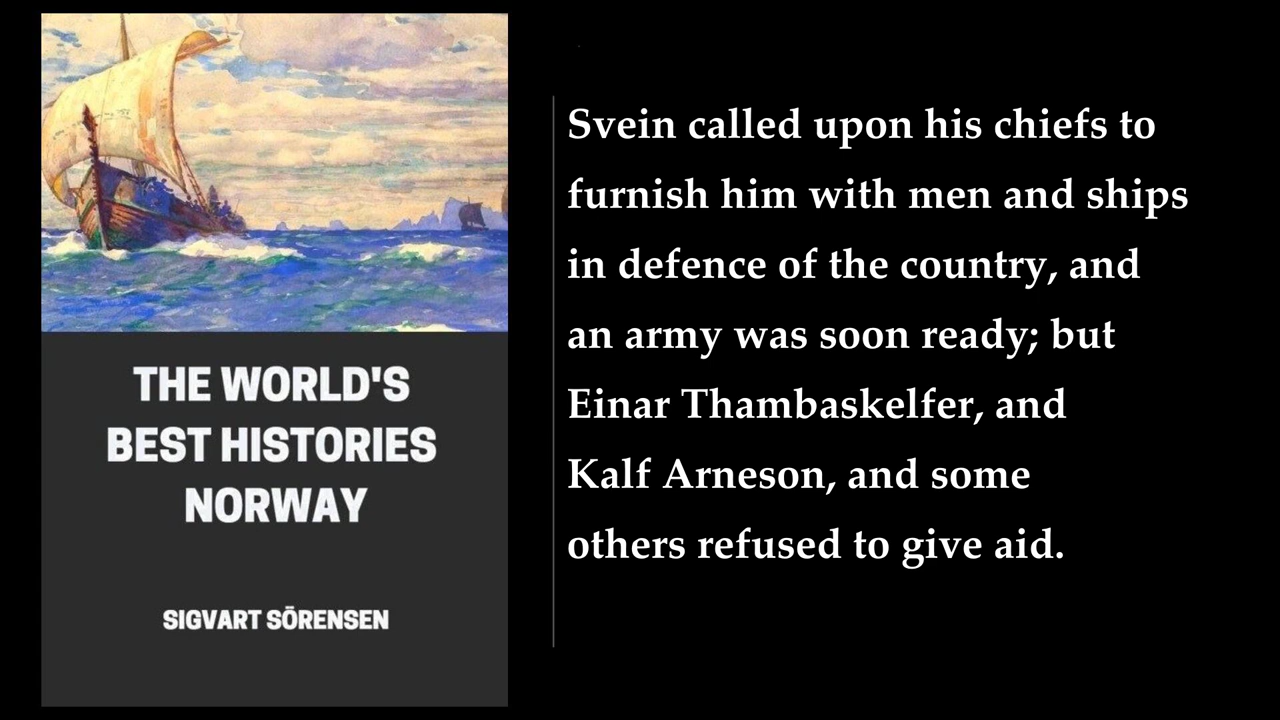 THE WORLD'S
BEST HISTORIES
NORWAY
SIGVART SÖRENSEN
Svein called upon his chiefs to
furnish him with men and ships
in defence of the country, and
an army was soon ready; but
Einar Thambaskelfer, and
Kalf Arneson, and some
others refused to give aid.